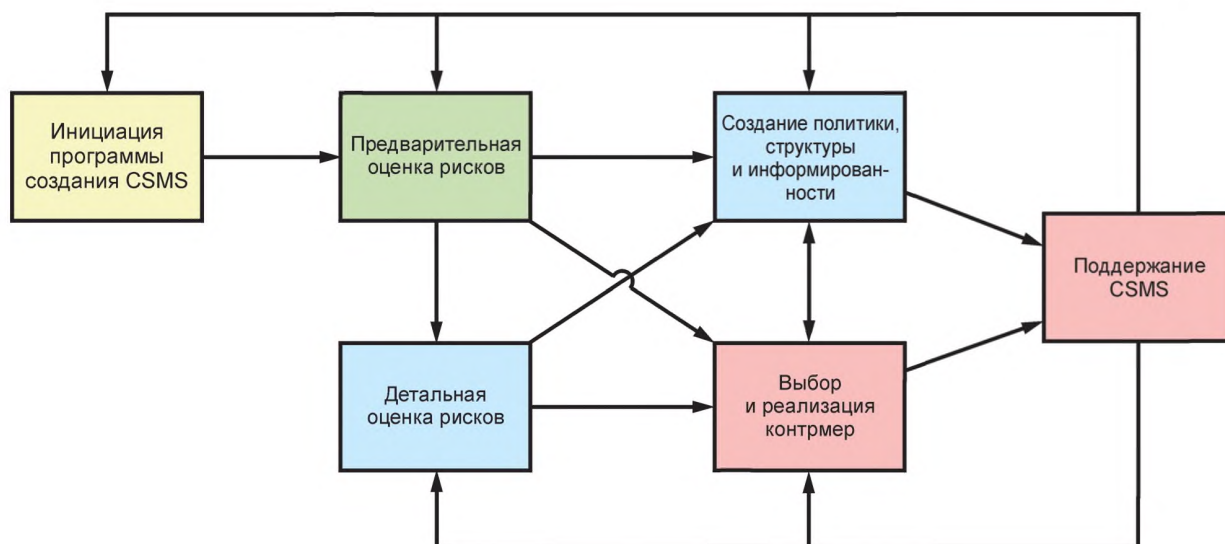 Инициация
программы
создания CSMS
Предварительная
оценка рисков
Создание политики,
структуры
и информирован-
ности
Поддержание
CSMS
Детальная
оценка рисков
Выбор
и реализация
контрмер